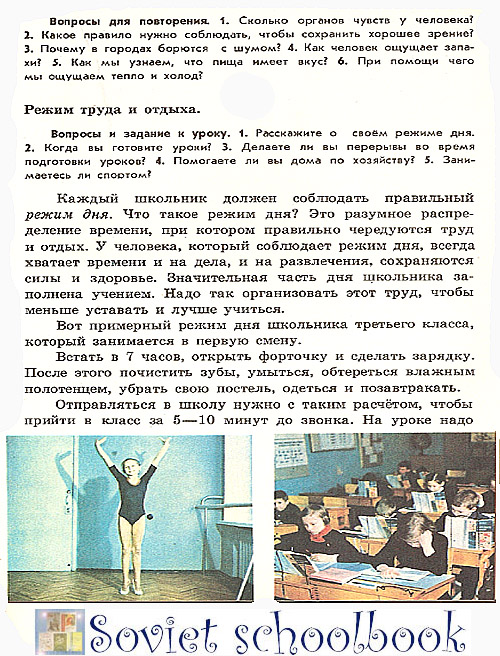 Вопросы для повторения. 1. Сколько органов чувств у человека?
2. Какое правило нужно соблюдать, чтобы сохранить хорошее зрение?
3. Почему в городах борются с шумом? 4. Как человек ощущает запа-
хи? 5. Как мы узнаем, что пища имеет вкус? 6. При помощи чего
мы ощущаем тепло и холод?
Режим труда и отдыха.
Вопросы и задание к уроку. 1. Расскажите о своём режиме дня.
2. Когда вы готовите уроки? 3. Делаете ли вы перерывы во время
подготовки уроков? 4. Помогаете ли вы дома по хозяйству? 5. Зани-
маетесь ли спортом?
Каждый школьник должен соблюдать правильный
режим дня. Что такое режим дня? Это разумное распре-
деление времени, при котором правильно чередуются труд
и отдых. У человека, который соблюдает режим дня, всегда
хватает времени и на дела, и на развлечения, сохраняются
силы и здоровье. Значительная часть дня школьника за-
полнена учением. Надо так организовать этот труд, чтобы
меньше уставать и лучше учиться.
Вот примерный режим дня школьника третьего класса,
который занимается в первую смену.
Встать в 7 часов, открыть форточку и сделать зарядку.
После этого почистить зубы, умыться, обтереться влажным
полотенцем, убрать свою постель, одеться и позавтракать.
Отправляться в школу нужно с таким расчётом, чтобы
прийти в класс за 5—10 минут до звонка. На уроке надо
Soviet schoolbook